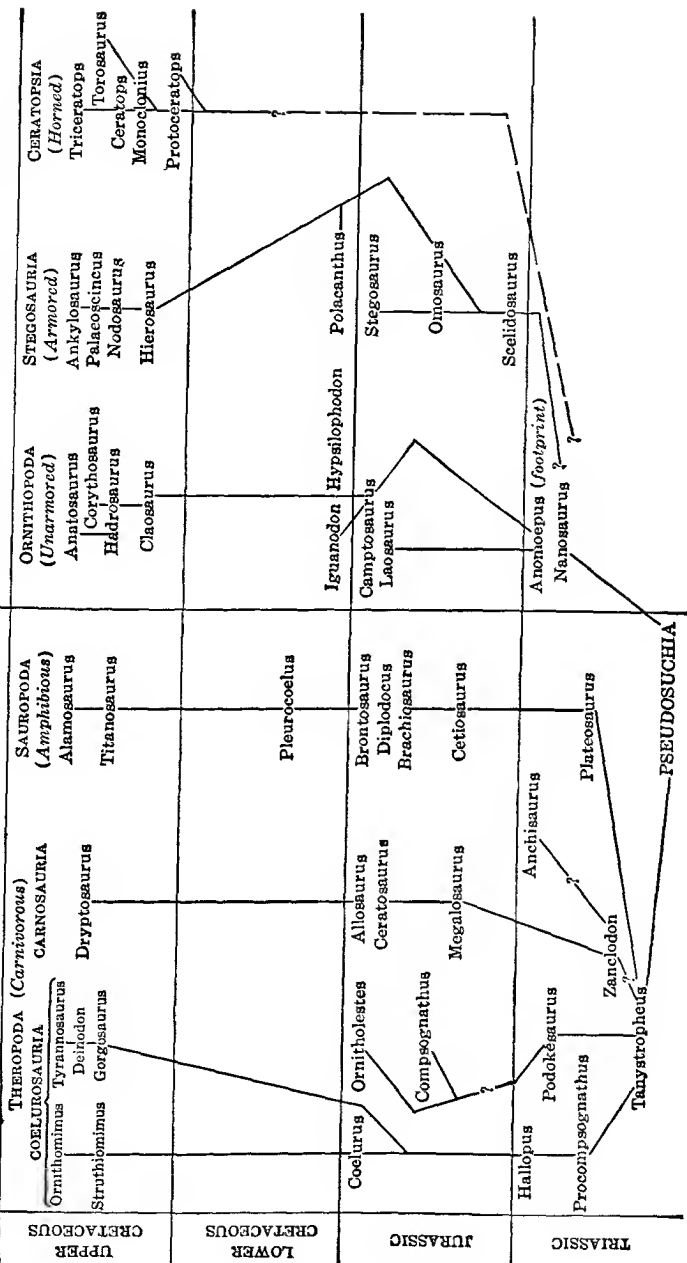 THEROPODA (Carnivorous)
COELUROSAURIA
CARNOSAURIA
SAUROPODA
(Amphibious)
ORNITHOPODA
(Unarmored)
STEGOSAURIA
(Armored)
CERATOPSIA
(Horned)
UPPER
CRETACEOUS
Ornithomimus
Struthiomimus
Tyrannosaurus
Deinodon
Gorgosaurus
Dryptosaurus
Alamosaurus
Titanosaurus
Anatosaurus
Corythosaurus
Hadrosaurus
Claosaurus
Ankylosaurus
Palaeoscincus
Nodosaurus
Hierosaurus
Triceratops
Torosaurus
Ceratops
Monoclonius
Protoceratops
LOWER
CRETACEOUS
Pleurocoelus
Iguanodon
Hypsilophodon
Polacanthus
?
JURASSIC
Coelurus
Ornitholestes
Compsognathus
?
Allosaurus
Ceratosaurus
Megalosaurus
Brontosaurus
Diplodocus
Brachiosaurus
Cetiosaurus
Camptosaurus
Laosaurus
Stegosaurus
Omosaurus
Scelidosaurus
TRIASSIC
Hallopus
Procompsognathus
Podokesaurus
Tanystropheus
Zanclodon
?
?
Anchisaurus
Plateosaurus
Anomoepus (footprint)
Nanosaurus
?
?
PSEUDOSUCHIA